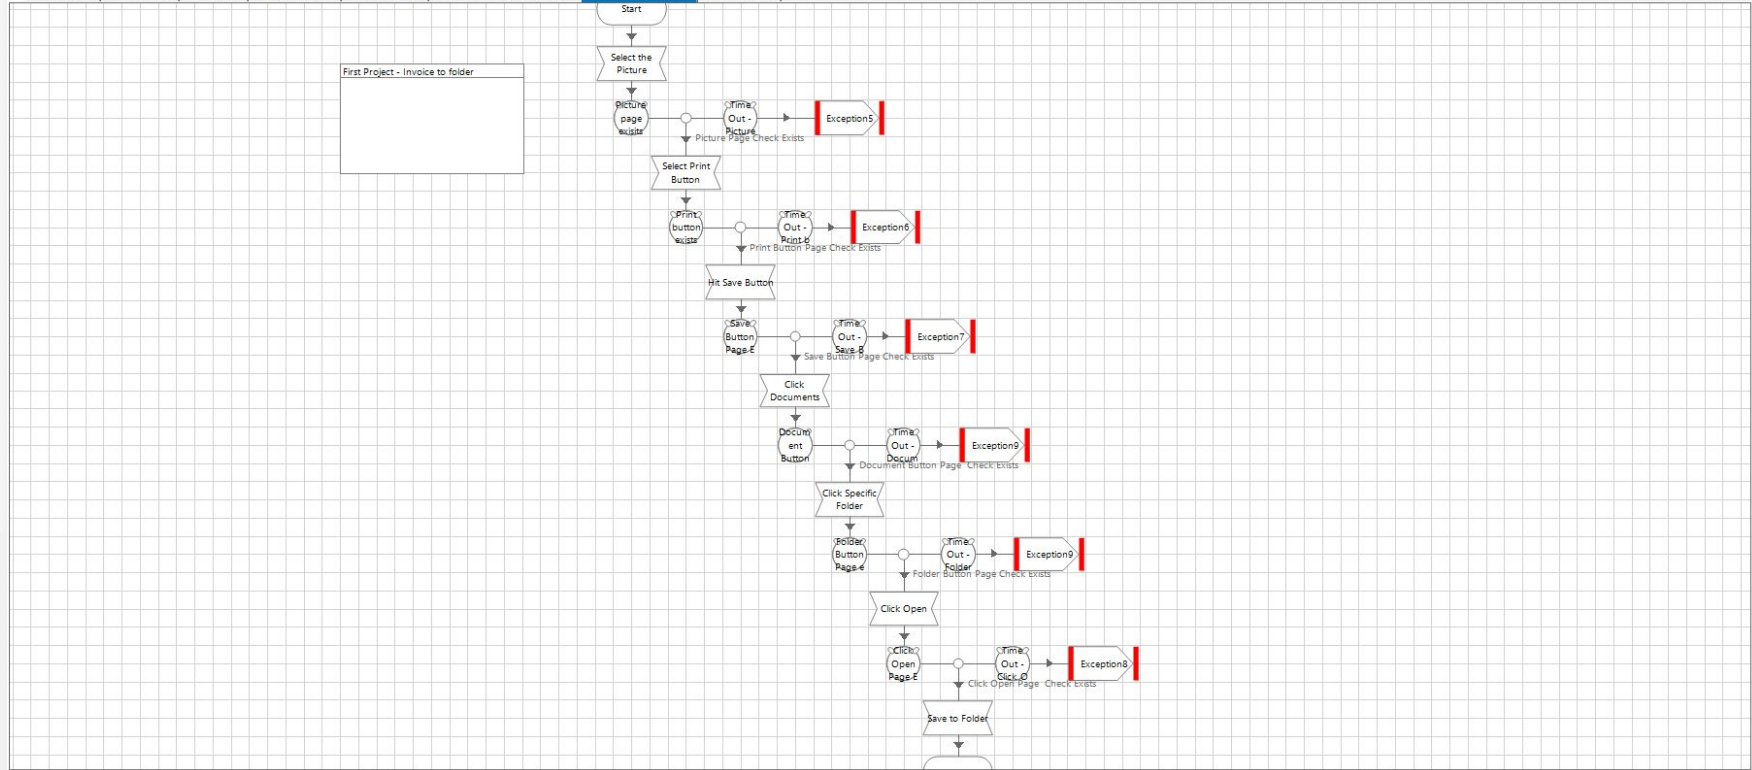 Start
Select the
Picture
First Project - Invoice to folder
Picture
page
exisits
Time
Out -
Picture
Exception5
Picture Page Check Exists
Select Print
Button
Print
button
exists
Time
Out -
Print b
Exception6
Print Button Page Check Exists
Hit Save Button
Save
Button
Page E
Time
Out -
Save B
Exception7
Save Button Page Check Exists
Click
Documents
Docum
ent
Button
Time
Out -
Docum
Exception9
Document Button Page  Check Exists
Click Specific
Folder
Folder
Button
Page e
Time
Out -
Folder
Exception9
Folder Button Page Check Exists
Click Open
Click
Open
Page E
Time
Out -
Click O
Exception8
Click Open Page  Check Exists
Save to Folder